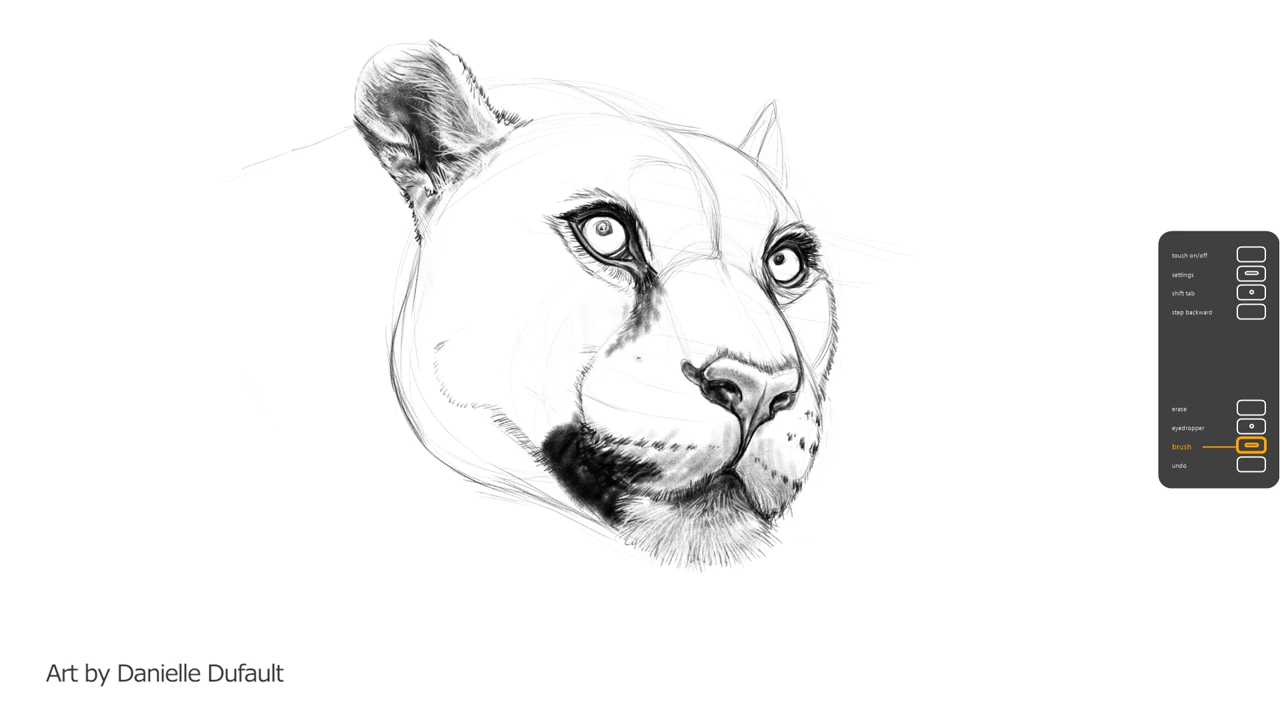 touch on/off
settings
shift tab
step backward
erase
eyedropper
brush
undo
Art by Danielle Dufault